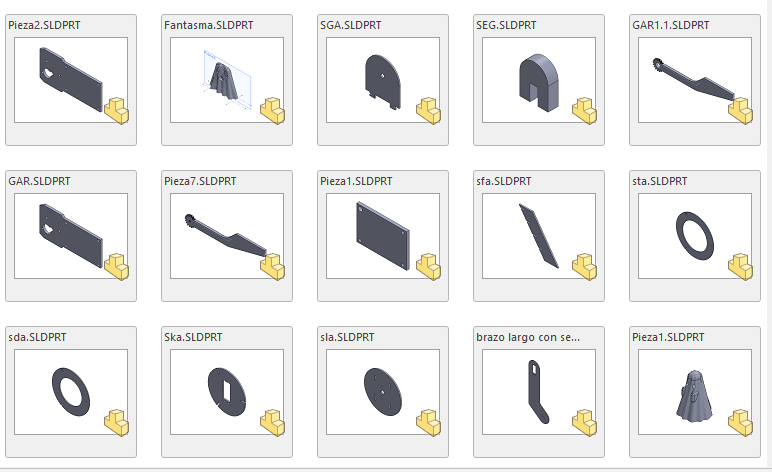 Pieza2.SLDPRT
Fantasma.SLDPRT
SGA.SLDPRT
SEG.SLDPRT
GAR1.1.SLDPRT
GAR.SLDPRT
Pieza7.SLDPRT
Pieza1.SLDPRT
sfa.SLDPRT
sta.SLDPRT
sda.SLDPRT
Ska.SLDPRT
sla.SLDPRT
brazo largo con se...
Pieza1.SLDPRT